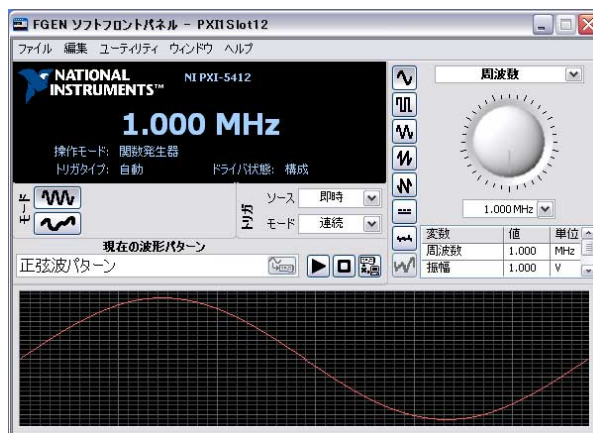 FGEN ソフトフロントパネル - PXI1Slot12
ファイル 編集 ユーティリティ ウィンドウ ヘルプ
NATIONAL INSTRUMENTS™
NI PXI-5412
1.000 MHz
操作モード: 関数発生器
トリガタイプ: 自動 ドライバ状態: 構成
モード
トリガ
ソース 即時
モード 連続
現在の波形パターン
正弦波パターン
周波数
1.000 MHz
変数 値 単位
周波数 1.000 MHz
振幅 1.000 V